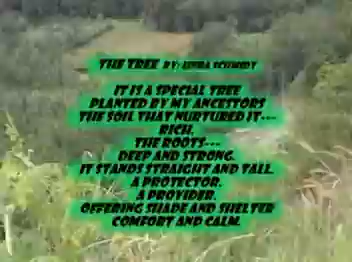 THE TREE BY: LINDA SCHMIDT
IT IS A SPECIAL TREE
PLANTED BY MY ANCESTORS
THE SOIL THAT NURTURED IT---
RICH,
THE ROOTS---
DEEP AND STRONG.
IT STANDS STRAIGHT AND TALL.
A PROTECTOR.
A PROVIDER.
OFFERING SHADE AND SHELTER
COMFORT AND CALM.